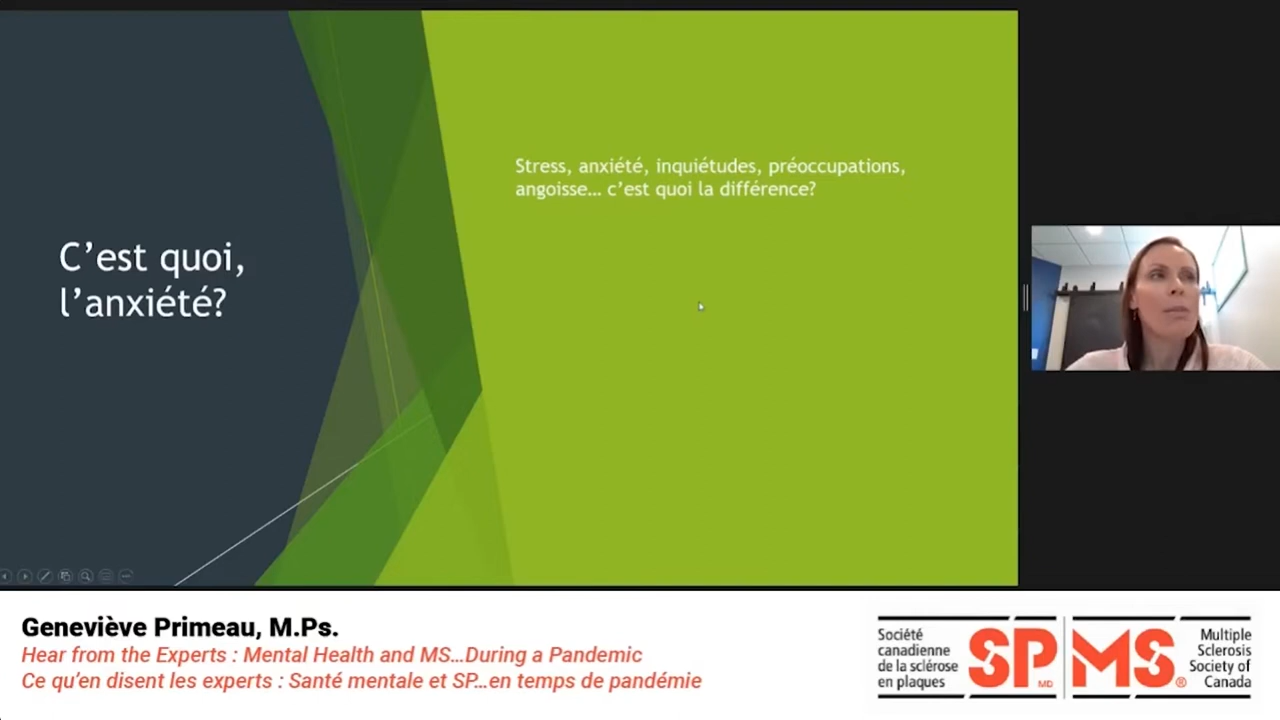 C'est quoi,
l'anxiété?
Stress, anxiété, inquiétudes, préoccupations,
angoisse... c'est quoi la différence?
Geneviève Primeau, M.Ps.
Hear from the Experts : Mental Health and MS...During a Pandemic
Ce qu'en disent les experts : Santé mentale et SP...en temps de pandémie
Société
canadienne
de la sclérose
en plaques
SP MD
MS ®
Multiple
Sclerosis
Society of
Canada